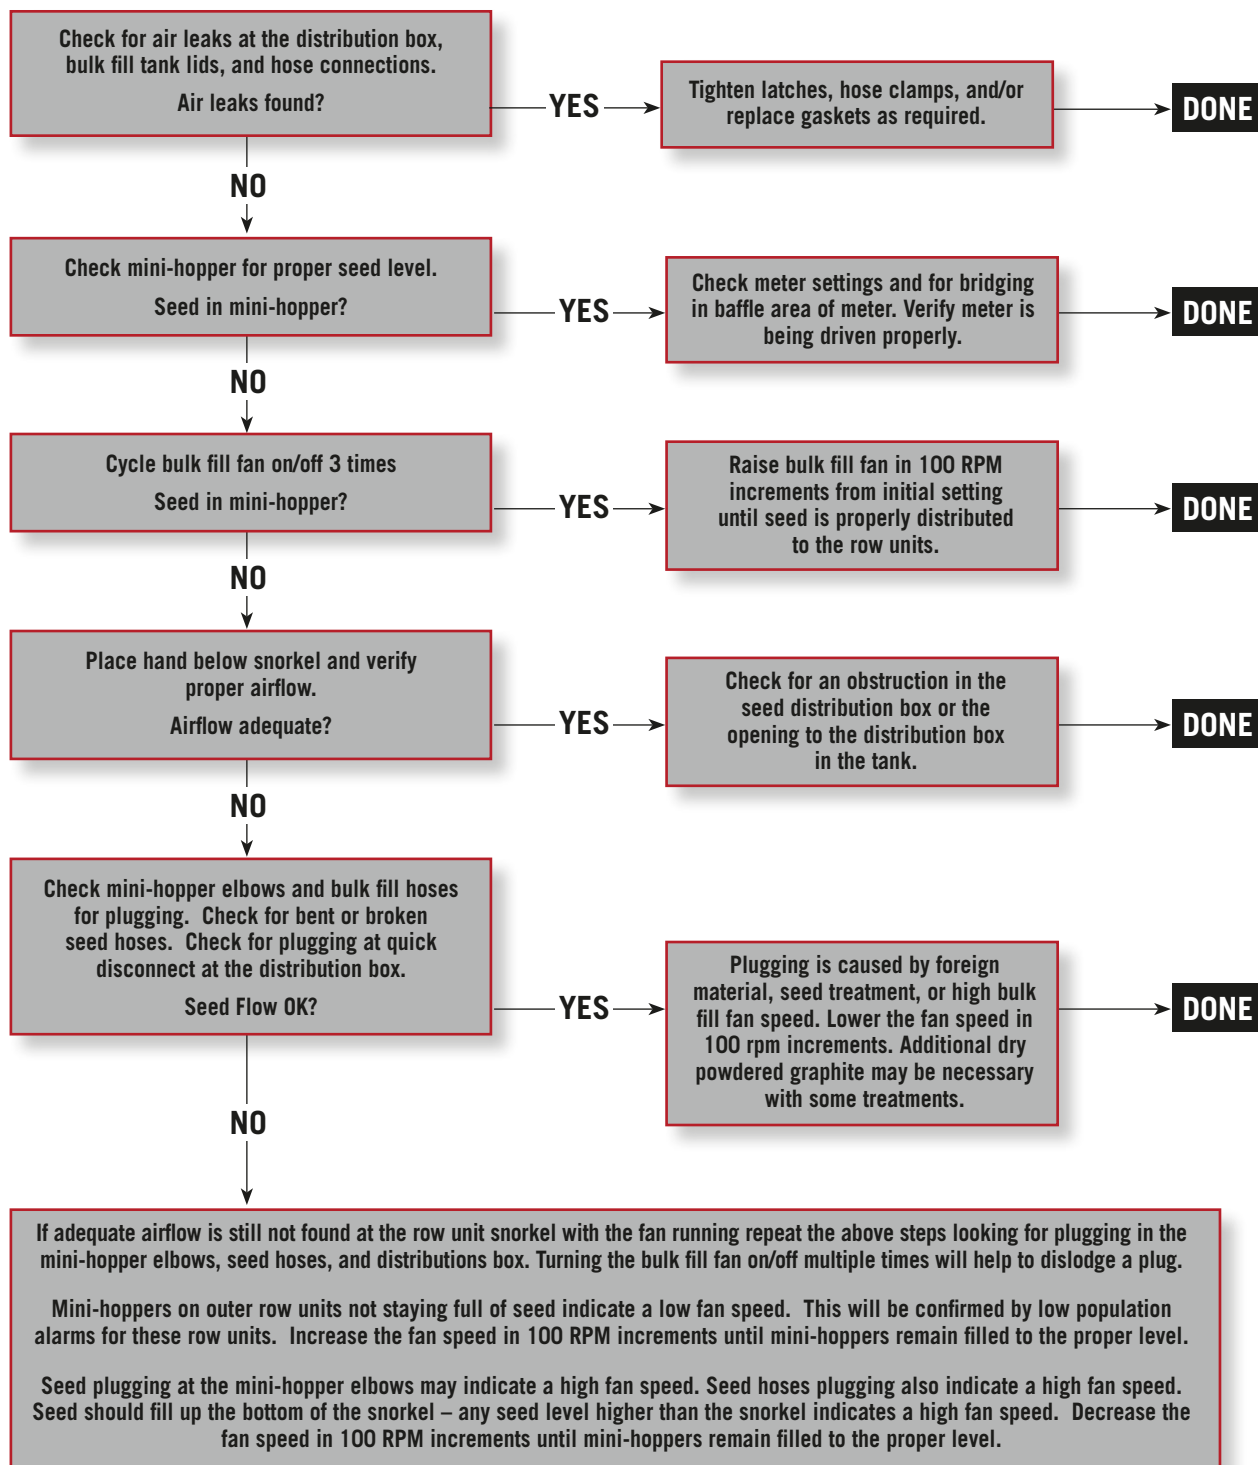 Check for air leaks at the distribution box,
bulk fill tank lids, and hose connections.
Air leaks found?
YES
Tighten latches, hose clamps, and/or
replace gaskets as required.
DONE
NO
Check mini-hopper for proper seed level.
Seed in mini-hopper?
YES
Check meter settings and for bridging
in baffle area of meter. Verify meter is
being driven properly.
DONE
NO
Cycle bulk fill fan on/off 3 times
Seed in mini-hopper?
YES
Raise bulk fill fan in 100 RPM
increments from initial setting
until seed is properly distributed
to the row units.
DONE
NO
Place hand below snorkel and verify
proper airflow.
Airflow adequate?
YES
Check for an obstruction in the
seed distribution box or the
opening to the distribution box
in the tank.
DONE
NO
Check mini-hopper elbows and bulk fill hoses
for plugging. Check for bent or broken
seed hoses. Check for plugging at quick
disconnect at the distribution box.
Seed Flow OK?
YES
Plugging is caused by foreign
material, seed treatment, or high bulk
fill fan speed. Lower the fan speed in
100 rpm increments. Additional dry
powdered graphite may be necessary
with some treatments.
DONE
NO
If adequate airflow is still not found at the row unit snorkel with the fan running repeat the above steps looking for plugging in the
mini-hopper elbows, seed hoses, and distributions box. Turning the bulk fill fan on/off multiple times will help to dislodge a plug.
Mini-hoppers on outer row units not staying full of seed indicate a low fan speed. This will be confirmed by low population
alarms for these row units. Increase the fan speed in 100 RPM increments until mini-hoppers remain filled to the proper level.
Seed plugging at the mini-hopper elbows may indicate a high fan speed. Seed hoses plugging also indicate a high fan speed.
Seed should fill up the bottom of the snorkel – any seed level higher than the snorkel indicates a high fan speed. Decrease the
fan speed in 100 RPM increments until mini-hoppers remain filled to the proper level.